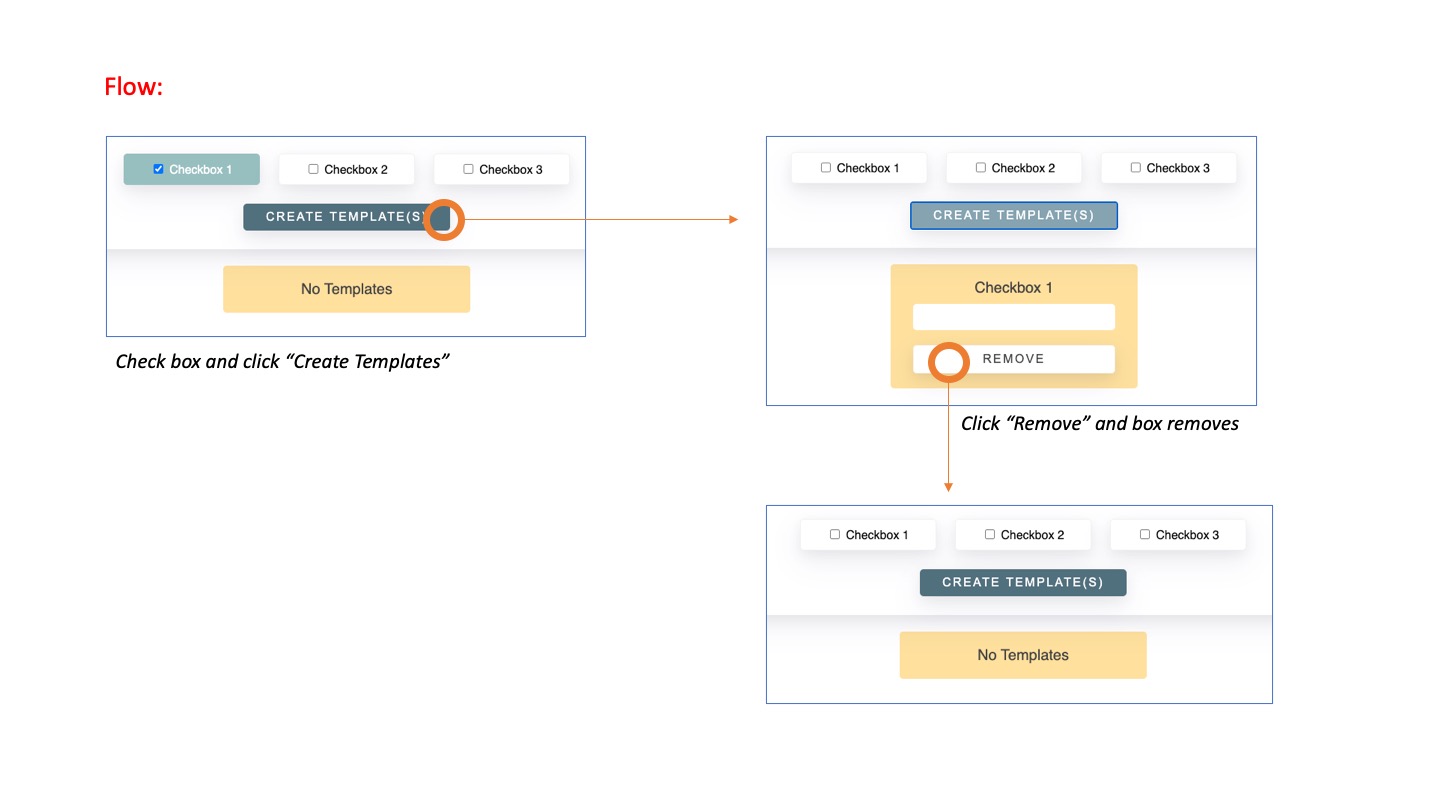 Flow:
Checkbox 1
Checkbox 2
Checkbox 3
CREATE TEMPLATE(S)
No Templates
Check box and click “Create Templates”
Checkbox 1
Checkbox 2
Checkbox 3
CREATE TEMPLATE(S)
Checkbox 1
REMOVE
Click “Remove” and box removes
Checkbox 1
Checkbox 2
Checkbox 3
CREATE TEMPLATE(S)
No Templates